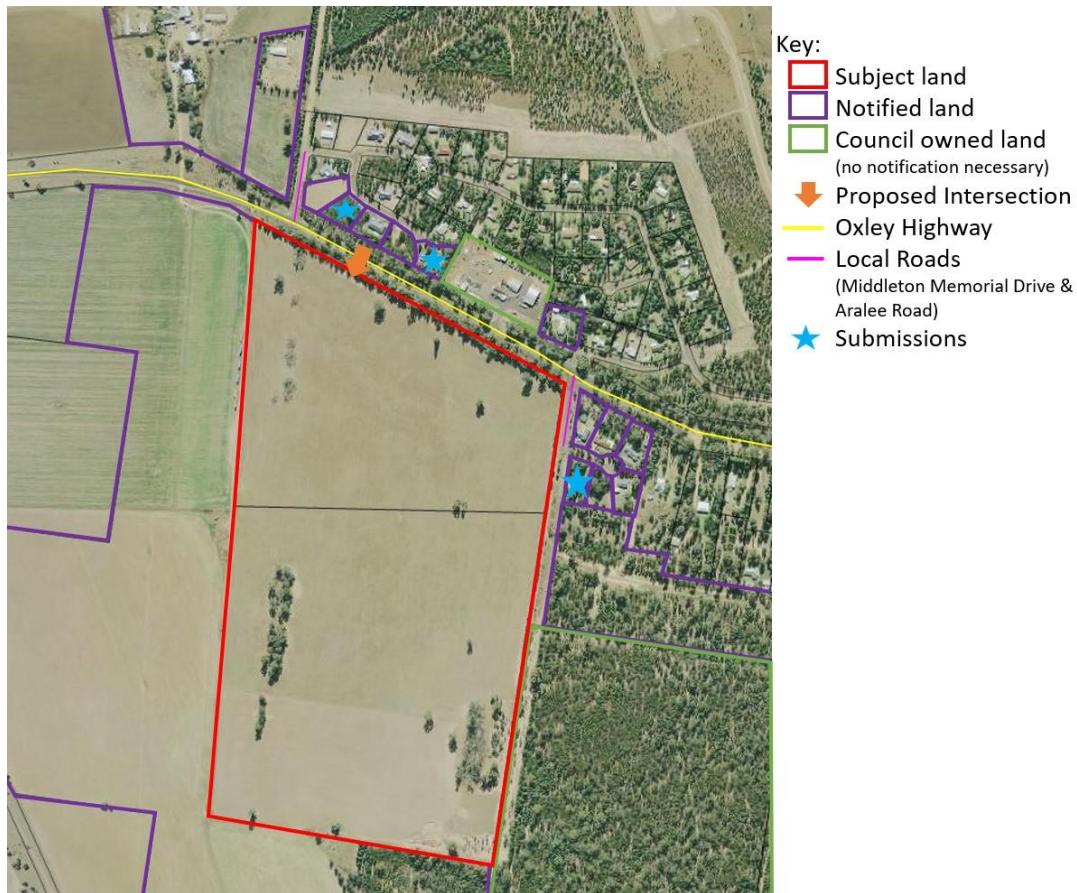 Key:
Subject land
Notified land
Council owned land
(no notification necessary)
Proposed Intersection
Oxley Highway
Local Roads
(Middleton Memorial Drive &
Aralee Road)
Submissions